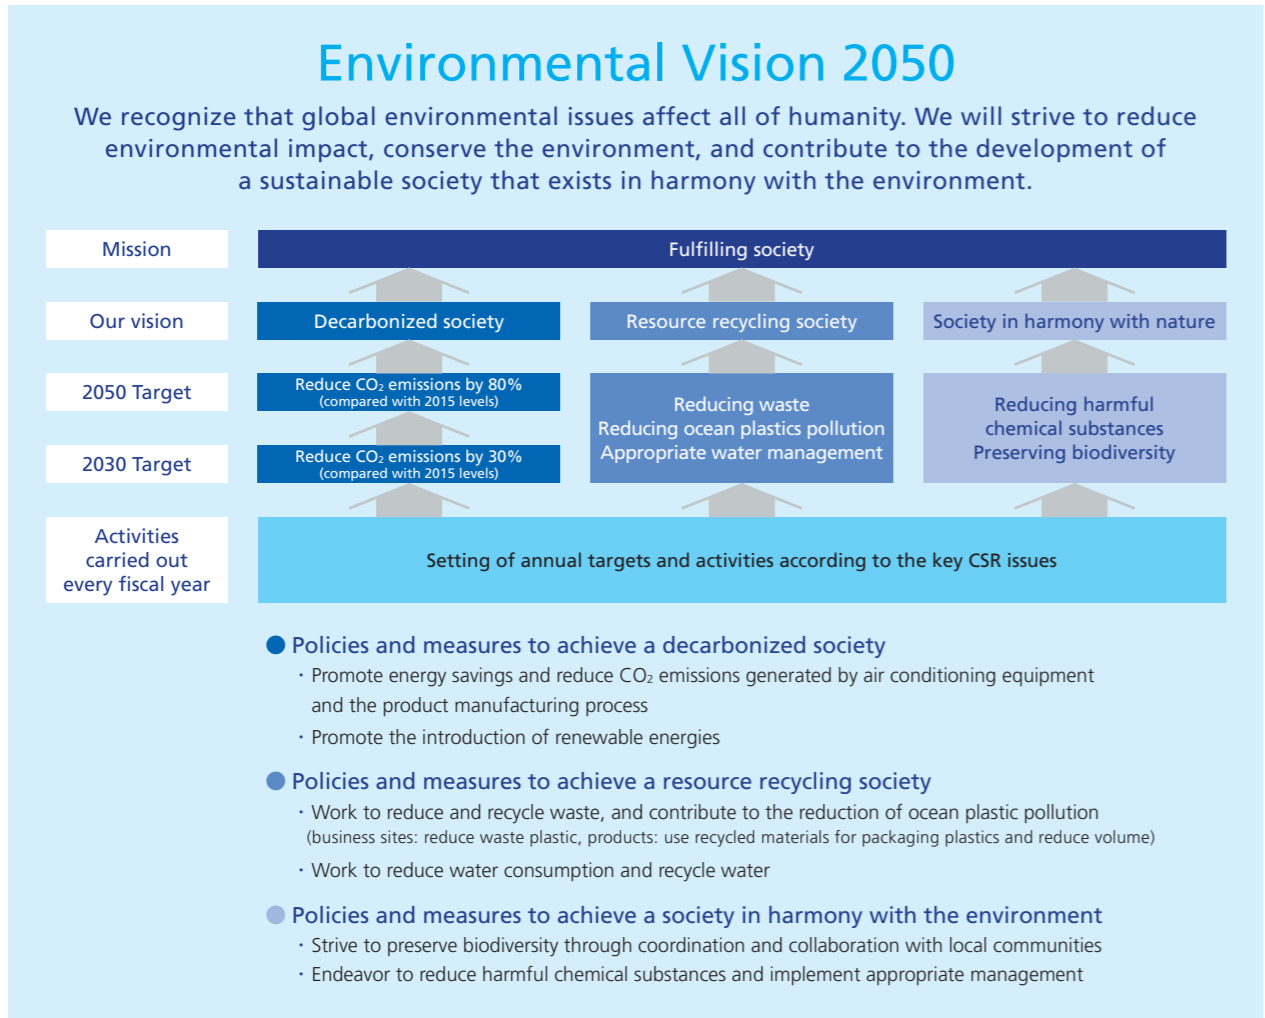 Environmental Vision 2050
We recognize that global environmental issues affect all of humanity. We will strive to reduce
environmental impact, conserve the environment, and contribute to the development of
a sustainable society that exists in harmony with the environment.
Mission
Fulfilling society
Our vision
Decarbonized society
Resource recycling society
Society in harmony with nature
2050 Target
Reduce CO₂ emissions by 80%
(compared with 2015 levels)
2030 Target
Reduce CO₂ emissions by 30%
(compared with 2015 levels)
Reducing waste
Reducing ocean plastics pollution
Appropriate water management
Reducing harmful
chemical substances
Preserving biodiversity
Activities
carried out
every fiscal year
Setting of annual targets and activities according to the key CSR issues
● Policies and measures to achieve a decarbonized society
・Promote energy savings and reduce CO₂ emissions generated by air conditioning equipment
and the product manufacturing process
・Promote the introduction of renewable energies
● Policies and measures to achieve a resource recycling society
・Work to reduce and recycle waste, and contribute to the reduction of ocean plastic pollution
(business sites: reduce waste plastic, products: use recycled materials for packaging plastics and reduce volume)
・Work to reduce water consumption and recycle water
● Policies and measures to achieve a society in harmony with the environment
・Strive to preserve biodiversity through coordination and collaboration with local communities
・Endeavor to reduce harmful chemical substances and implement appropriate management